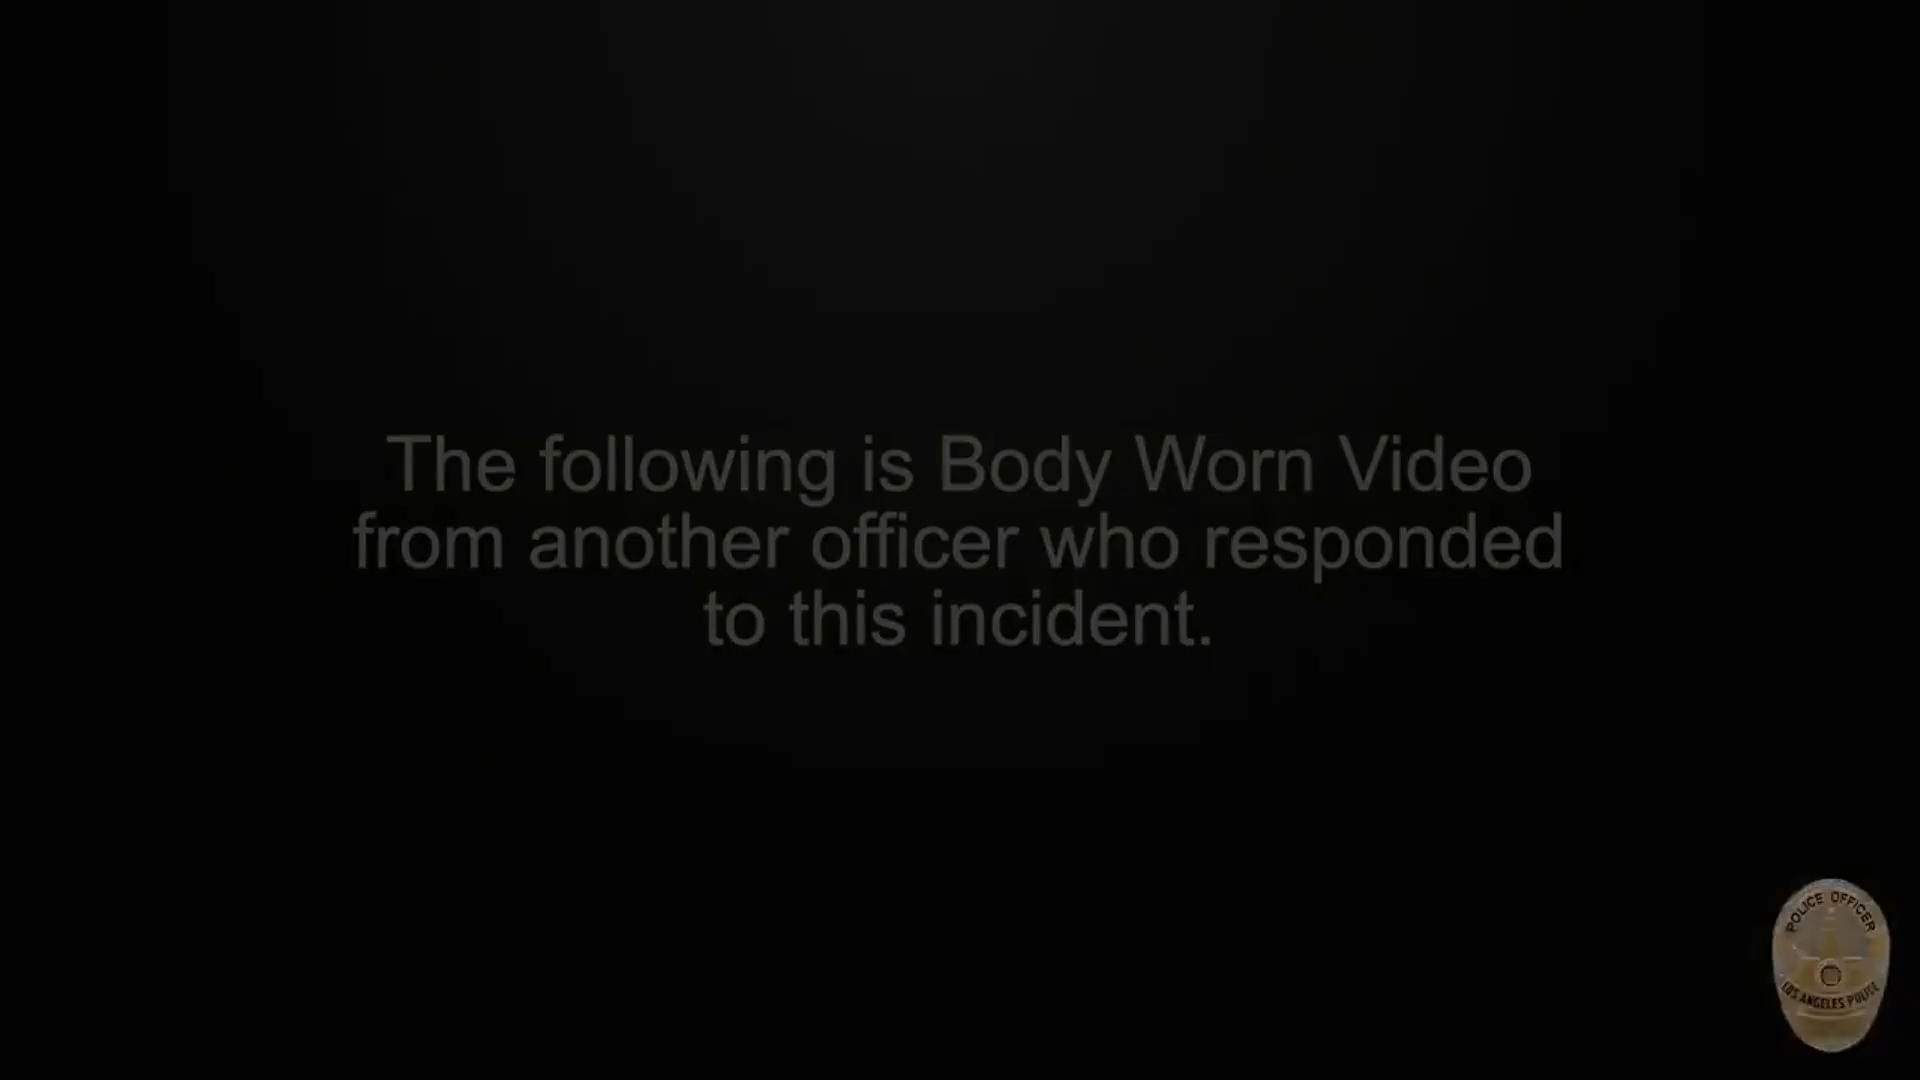 The following is Body Worn Video
from another officer who responded
to this incident.
POLICE OFFICER
LOS ANGELES POLICE